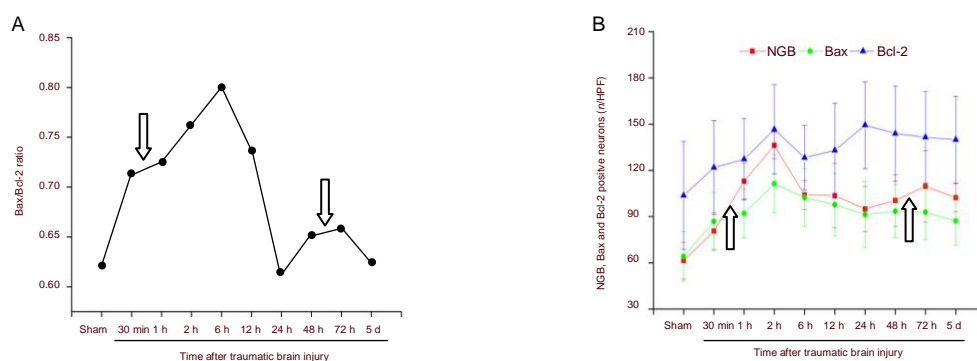 A
Bax/Bcl-2 ratio
0.85
0.80
0.75
0.70
0.65
0.60
Sham 30 min 1 h 2 h 6 h 12 h 24 h 48 h 72 h 5 d
Time after traumatic brain injury
B
NGB, Bax and Bcl-2 positive neurons (n/HPF)
210
180
150
120
90
60
30
NGB Bax Bcl-2
Sham 30 min 1 h 2 h 6 h 12 h 24 h 48 h 72 h 5 d
Time after traumatic brain injury